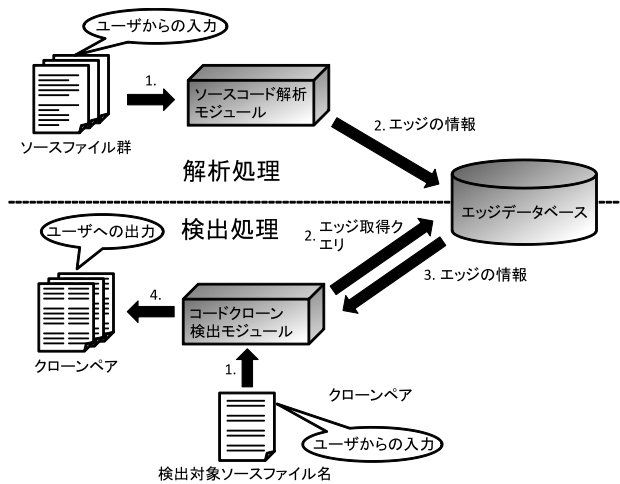 ユーザからの入力
1.
ソースコード解析
モジュール
ソースファイル群
2. エッジの情報
解析処理
エッジデータベース
検出処理
ユーザへの出力
2. エッジ取得ク
エリ
3. エッジの情報
4.
コードクローン
検出モジュール
クローンペア
1.
クローンペア
ユーザからの入力
検出対象ソースファイル名